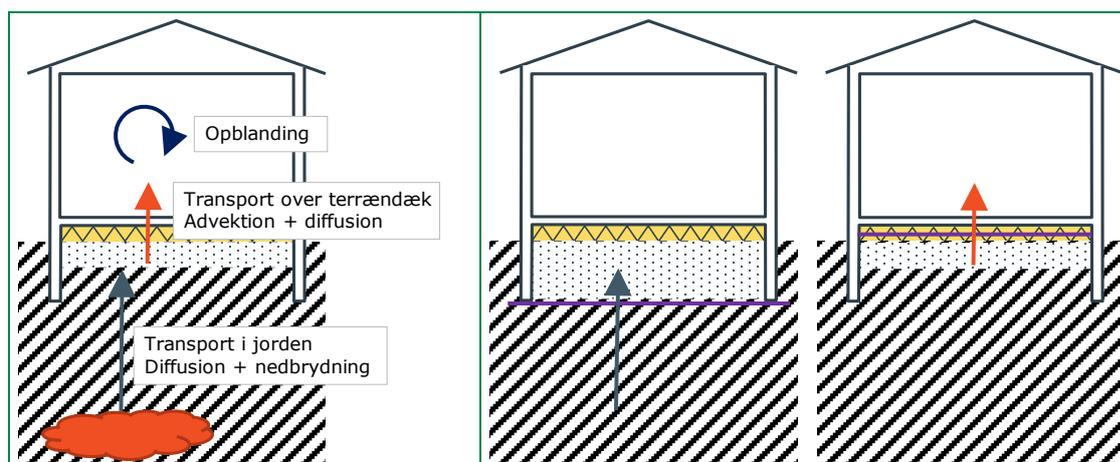 Opblanding
Transport over terrændæk
Advektion + diffusion
Transport i jorden
Diffusion + nedbrydning